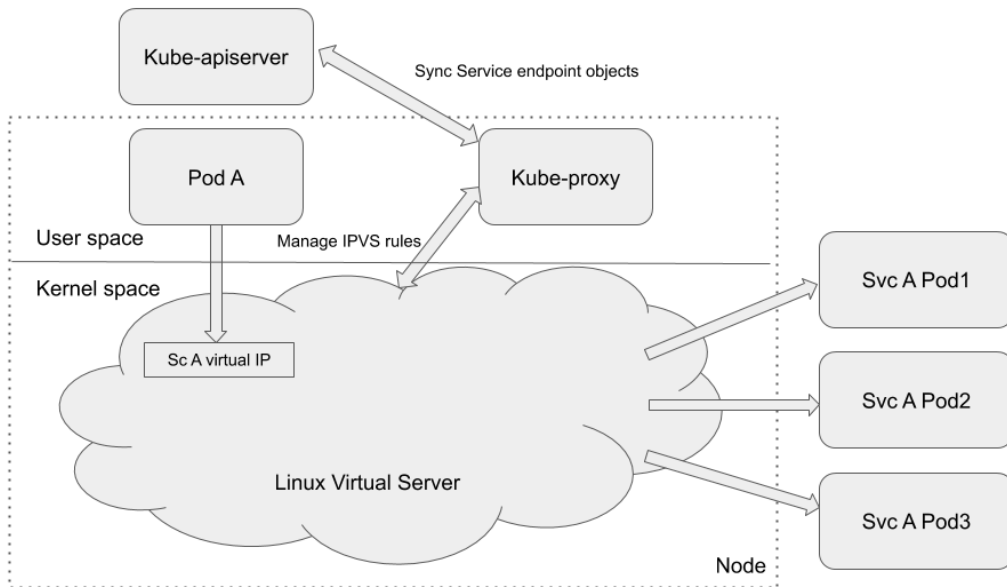 Kube-apiserver
Sync Service endpoint objects
Pod A
Kube-proxy
User space
Manage IPVS rules
Kernel space
Svc A Pod1
Sc A virtual IP
Svc A Pod2
Linux Virtual Server
Svc A Pod3
Node